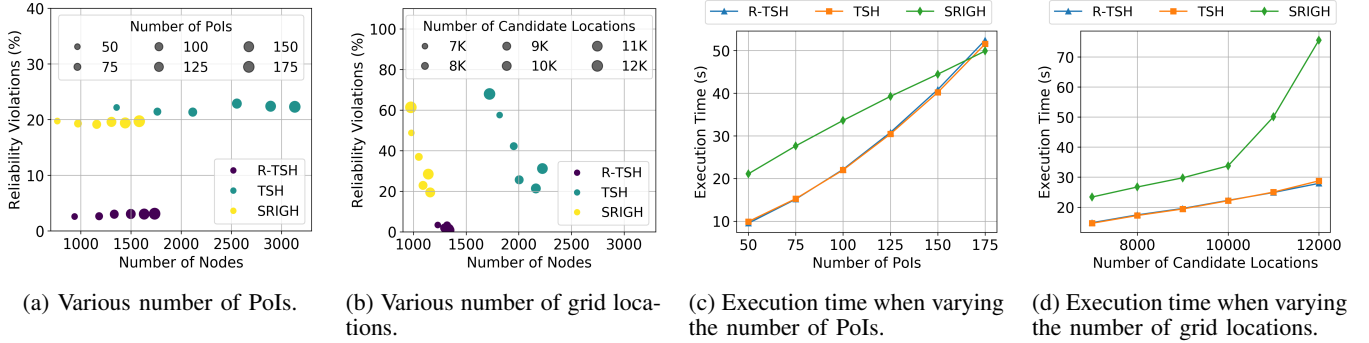 Reliability Violations (%)
40
30
20
10
0
Number of PoIs
50 100 150
75 125 175
R-TSH
TSH
SRIGH
1000 1500 2000 2500 3000
Number of Nodes
(a) Various number of PoIs.
Reliability Violations (%)
100
80
60
40
20
0
Number of Candidate Locations
7K 9K 11K
8K 10K 12K
R-TSH
TSH
SRIGH
1000 1500 2000 2500 3000
Number of Nodes
(b) Various number of grid loca-
tions.
R-TSH TSH SRIGH
Execution Time (s)
50
40
30
20
10
50 75 100 125 150 175
Number of PoIs
(c) Execution time when varying
the number of PoIs.
R-TSH TSH SRIGH
Execution Time (s)
70
60
50
40
30
20
8000 10000 12000
Number of Candidate Locations
(d) Execution time when varying
the number of grid locations.